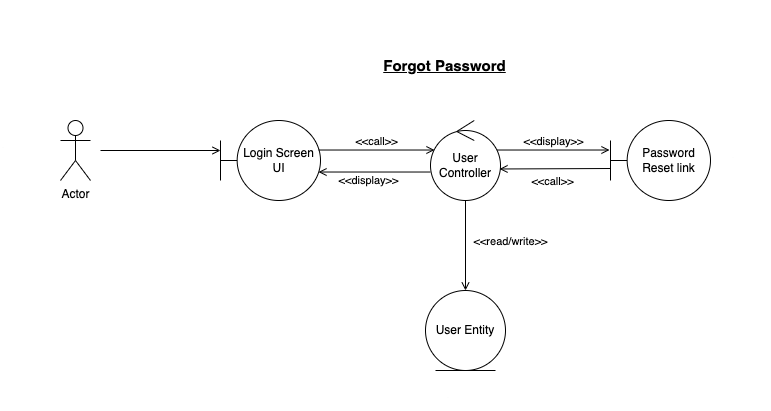 Forgot Password
<<call>>
<<display>>
Login Screen
UI
User
Controller
Password
Reset link
<<display>>
<<call>>
Actor
<<read/write>>
User Entity